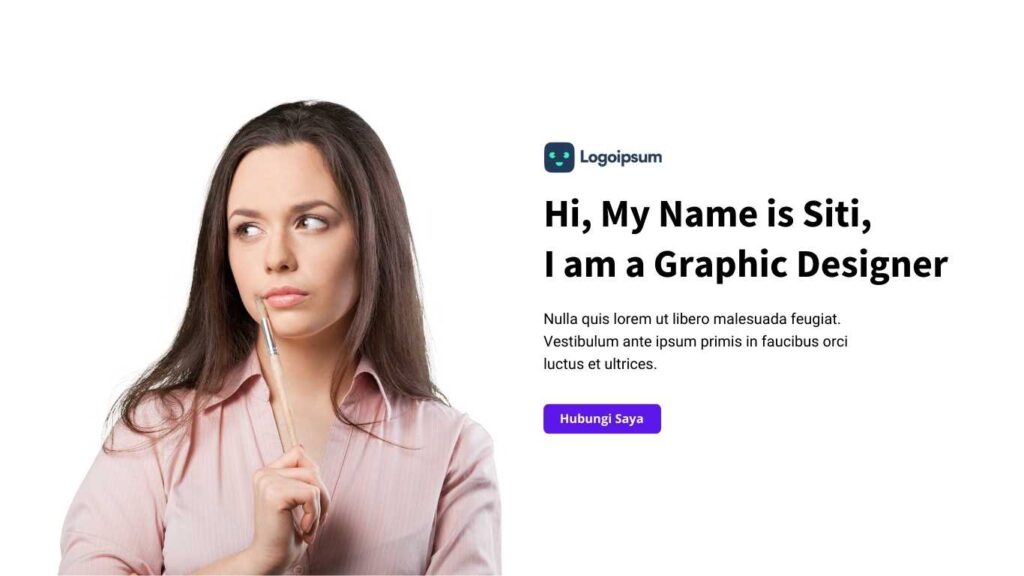 Logoipsum
Hi, My Name is Siti,
I am a Graphic Designer
Nulla quis lorem ut libero malesuada feugiat.
Vestibulum ante ipsum primis in faucibus orci
luctus et ultrices.
Hubungi Saya